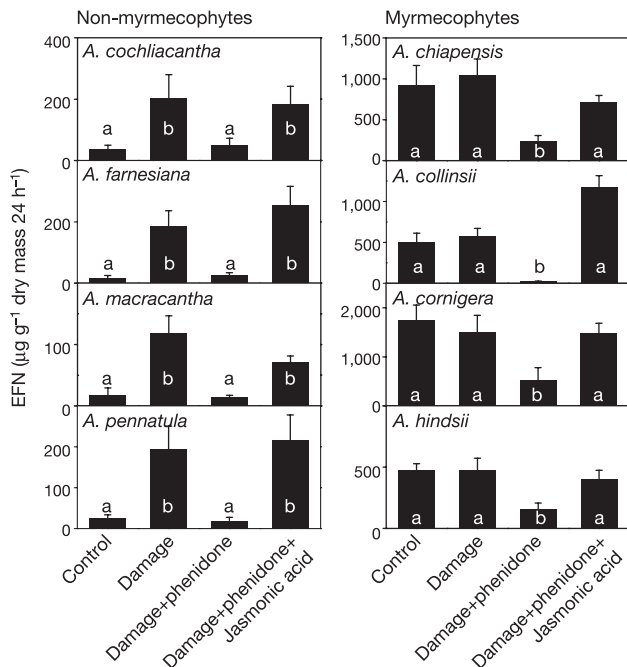 Non-myrmecophytes
A. cochliacantha
200
0
a
b
a
b
A. farnesiana
200
0
a
b
a
b
A. macracantha
100
0
a
b
a
b
A. pennatula
200
100
0
a
b
a
b
EFN (µg g⁻¹ dry mass 24 h⁻¹)
Control
Damage
Damage+phenidone
Damage+phenidone+
Jasmonic acid
Myrmecophytes
1,500
A. chiapensis
1,000
500
0
a
a
b
a
A. collinsii
1,000
500
0
a
a
b
a
A. cornigera
2,000
1,000
0
a
a
b
a
A. hindsii
500
0
a
a
b
a
Control
Damage
Damage+phenidone
Damage+phenidone+
Jasmonic acid